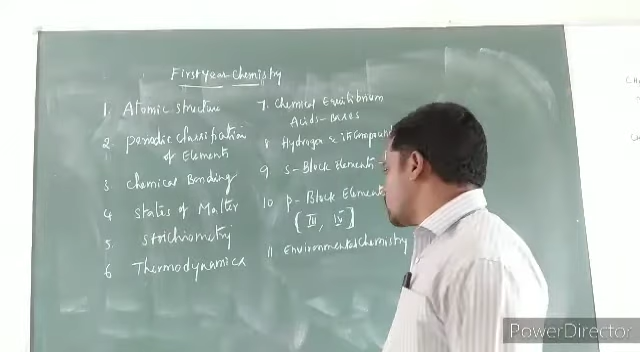 First year Chemistry
1. Atomic structure
2. periodic classification
of Elements
3 chemical Bonding
4 states of Matter
5. stoichiometry
6 Thermodynamics
7. Chemical Equilibrium
Acids-Bases
8 Hydrogen & its Compounds
9 s-Block Elements
10 p-Block Elements
[III, IV]
11 Environmental Chemistry
PowerDirector